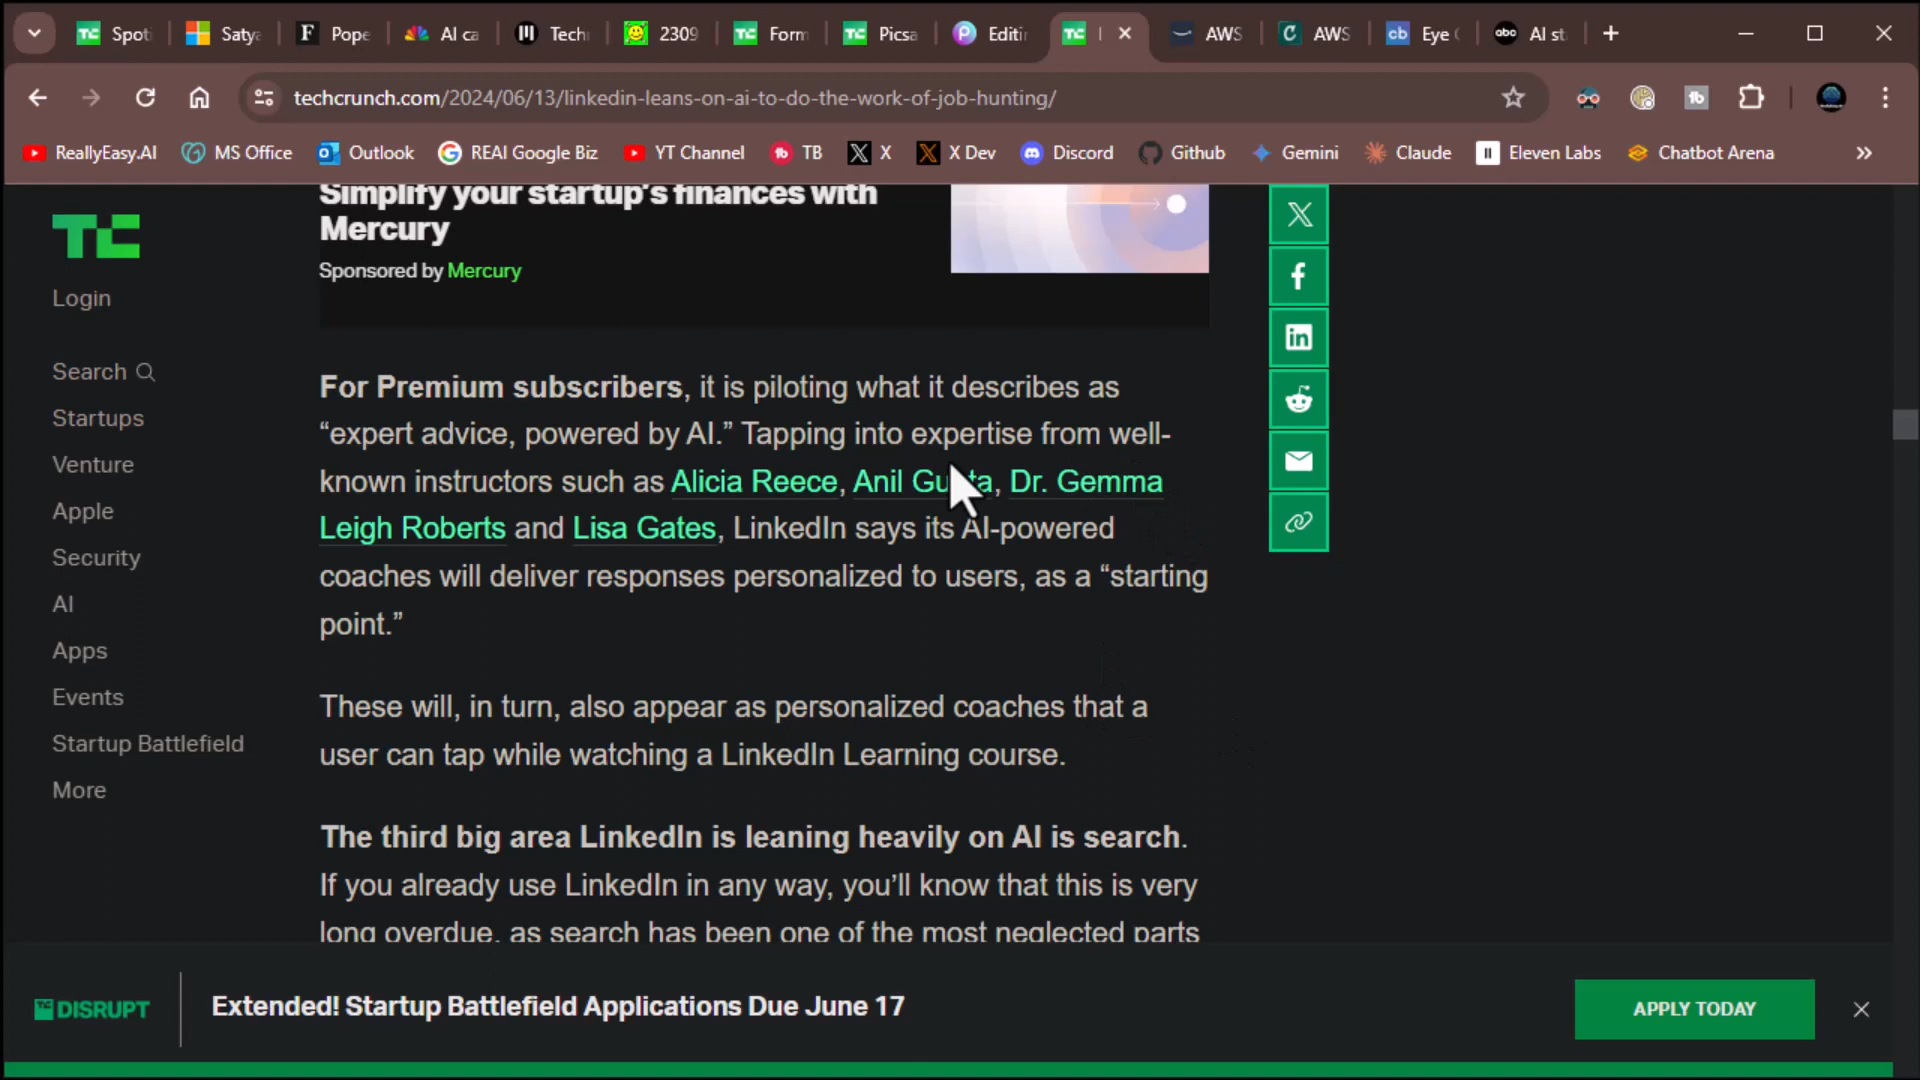 Spoti
Satya
Pope
AI ca
Techn
2309
Form
Picsa
Editin
AWS
AWS
Eye
AI st
techcrunch.com/2024/06/13/linkedin-leans-on-ai-to-do-the-work-of-job-hunting/
ReallyEasy.AI
MS Office
Outlook
REAI Google Biz
YT Channel
TB
X
X Dev
Discord
Github
Gemini
Claude
Eleven Labs
Chatbot Arena
TC
Login
Search
Startups
Venture
Apple
Security
AI
Apps
Events
Startup Battlefield
More
Simplify your startup's finances with
Mercury
Sponsored by Mercury
For Premium subscribers, it is piloting what it describes as
“expert advice, powered by AI.” Tapping into expertise from well-
known instructors such as Alicia Reece, Anil Gupta, Dr. Gemma
Leigh Roberts and Lisa Gates, LinkedIn says its AI-powered
coaches will deliver responses personalized to users, as a “starting
point.”
These will, in turn, also appear as personalized coaches that a
user can tap while watching a LinkedIn Learning course.
The third big area LinkedIn is leaning heavily on AI is search.
If you already use LinkedIn in any way, you’ll know that this is very
long overdue, as search has been one of the most neglected parts
TC DISRUPT
Extended! Startup Battlefield Applications Due June 17
APPLY TODAY